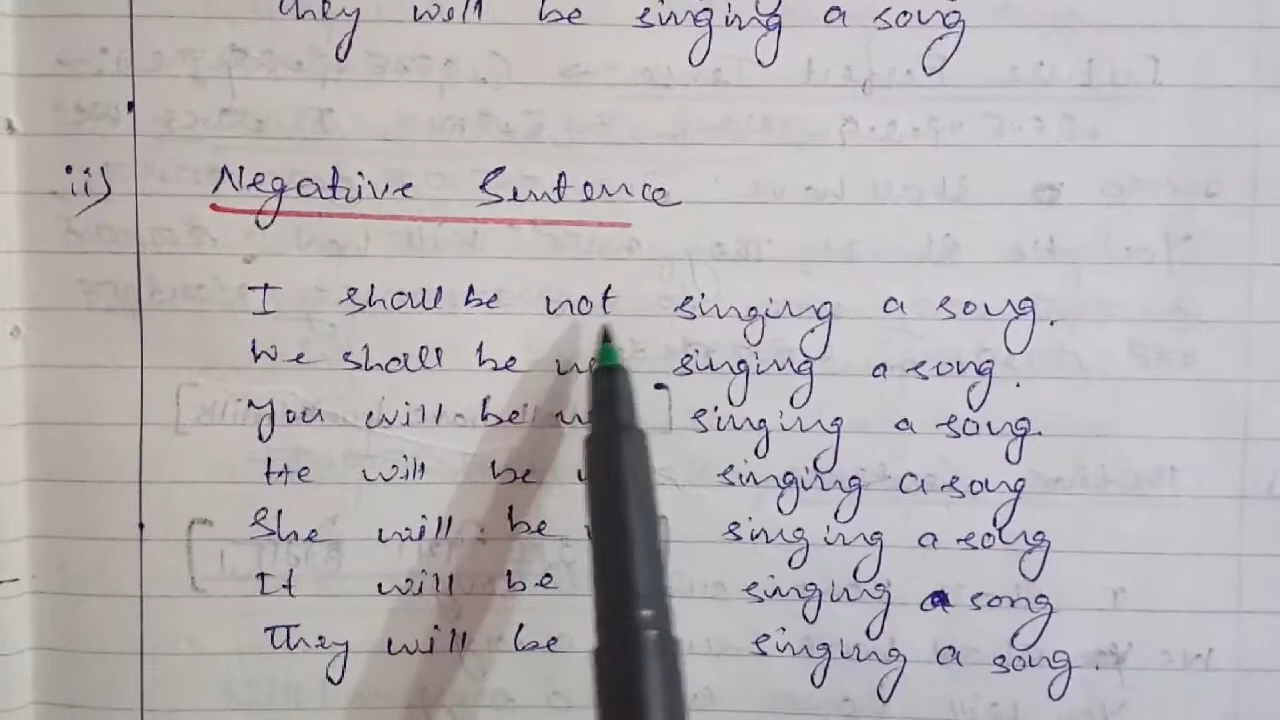 They will be singing a song
ii) Negative Sentence
I shall be not singing a song.
We shall be singing a song.
You will be singing a song.
He will be singing a song
She will be singing a song
It will be singing a song
They will be singing a song.